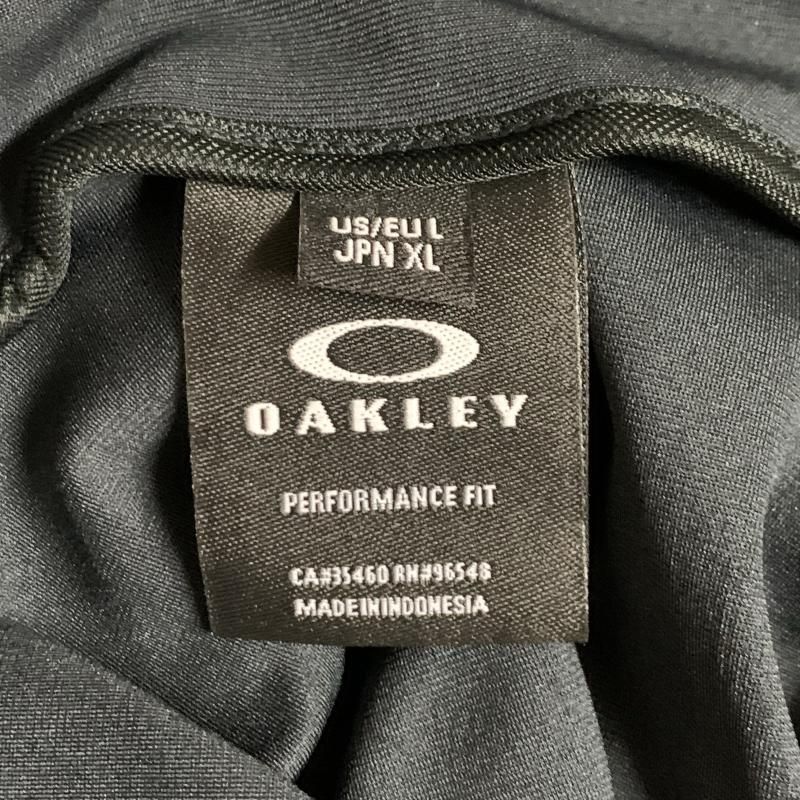 US/EU L
JPN XL
OAKLEY
PERFORMANCE FIT
CA#35460 RN#96548
MADE IN INDONESIA